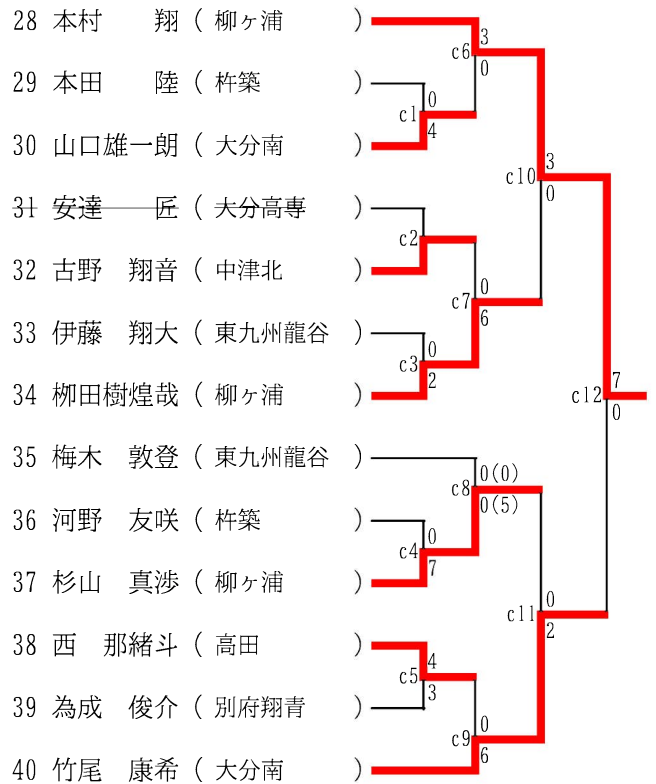 28 本村　　翔 ( 柳ヶ浦 )
3
c6
0
29 本田　　陸 ( 杵築 )
0
c1
4
30 山口雄一朗 ( 大分南 )
3
c10
0
31 安達　　匠 ( 大分高専 )
c2
32 古野　翔音 ( 中津北 )
0
c7
6
33 伊藤　翔大 ( 東九州龍谷 )
0
c3
2
34 栁田樹煌哉 ( 柳ヶ浦 )
7
c12
0
35 梅木　敦登 ( 東九州龍谷 )
0(0)
c8
0(5)
36 河野　友咲 ( 杵築 )
0
c4
7
37 杉山　真渉 ( 柳ヶ浦 )
0
c11
2
38 西　那緒斗 ( 高田 )
4
c5
3
39 為成　俊介 ( 別府翔青 )
0
c9
6
40 竹尾　康希 ( 大分南 )